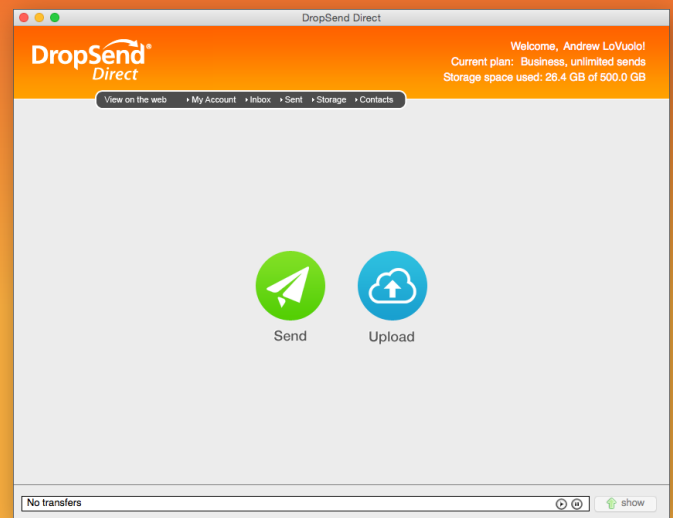 DropSend Direct
DropSend®
Direct
Welcome, Andrew LoVuolo!
Current plan: Business, unlimited sends
Storage space used: 26.4 GB of 500.0 GB
View on the web My Account Inbox Sent Storage Contacts
Send Upload
No transfers show